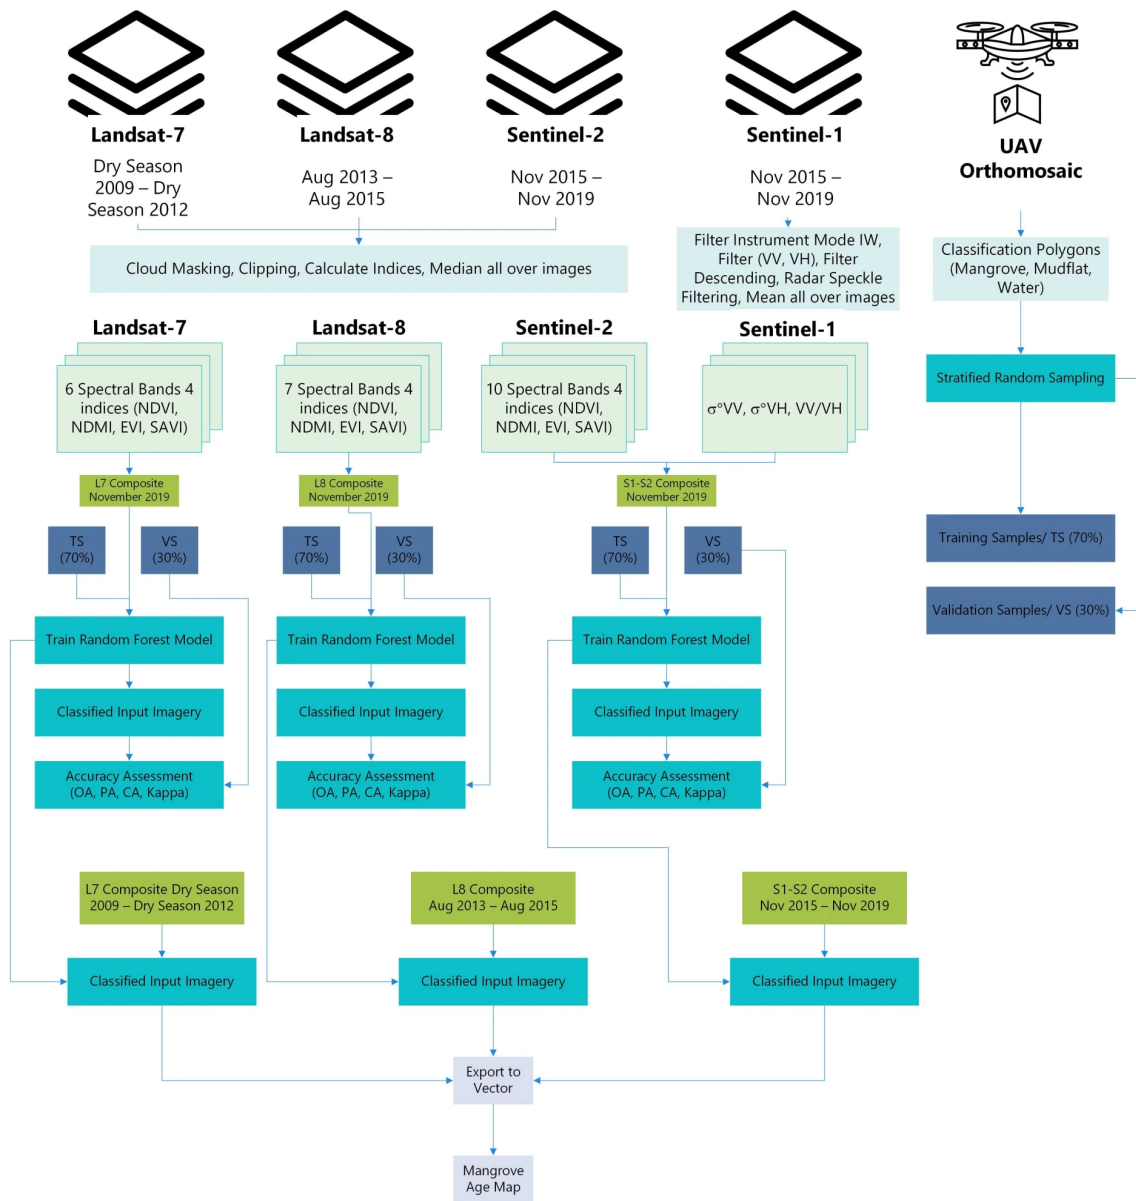 Landsat-7
Landsat-8
Sentinel-2
Sentinel-1
UAV
Orthomosaic
Dry Season
2009 – Dry
Season 2012
Aug 2013 –
Aug 2015
Nov 2015 –
Nov 2019
Nov 2015 –
Nov 2019
Cloud Masking, Clipping, Calculate Indices, Median all over images
Filter Instrument Mode IW,
Filter (VV, VH), Filter
Descending, Radar Speckle
Filtering, Mean all over images
Classification Polygons
(Mangrove, Mudflat,
Water)
Landsat-7
Landsat-8
Sentinel-2
Sentinel-1
6 Spectral Bands 4
indices (NDVI,
NDMI, EVI, SAVI)
7 Spectral Bands 4
indices (NDVI,
NDMI, EVI, SAVI)
10 Spectral Bands 4
indices (NDVI,
NDMI, EVI, SAVI)
σ°VV, σ°VH, VV/VH
Stratified Random Sampling
L7 Composite
November 2019
L8 Composite
November 2019
S1-S2 Composite
November 2019
TS
(70%)
VS
(30%)
TS
(70%)
VS
(30%)
TS
(70%)
VS
(30%)
Training Samples/ TS (70%)
Validation Samples/ VS (30%)
Train Random Forest Model
Train Random Forest Model
Train Random Forest Model
Classified Input Imagery
Classified Input Imagery
Classified Input Imagery
Accuracy Assessment
(OA, PA, CA, Kappa)
Accuracy Assessment
(OA, PA, CA, Kappa)
Accuracy Assessment
(OA, PA, CA, Kappa)
L7 Composite Dry Season
2009 – Dry Season 2012
L8 Composite
Aug 2013 – Aug 2015
S1-S2 Composite
Nov 2015 – Nov 2019
Classified Input Imagery
Classified Input Imagery
Classified Input Imagery
Export to
Vector
Mangrove
Age Map